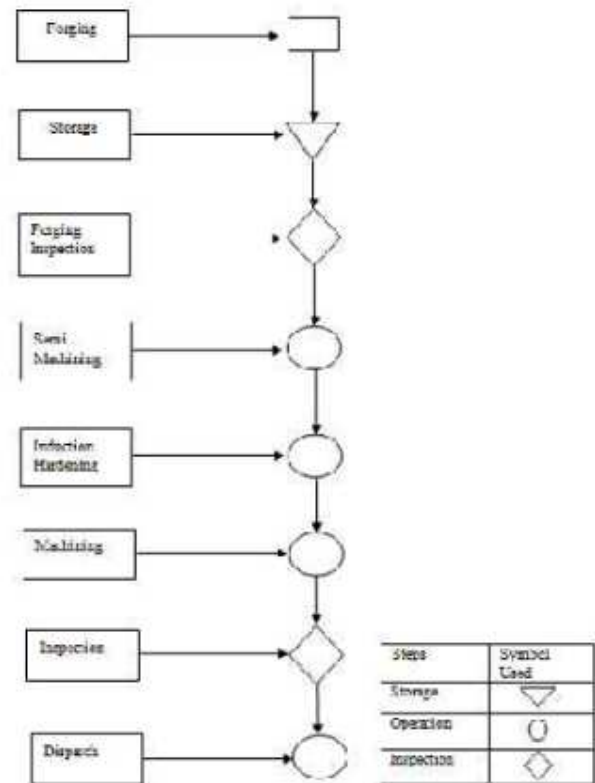 Forging
Storage
Forging
Inspection
Semi
Machining
Induction
Hardening
Machining
Inspection
Dispatch
Steps
Symbol
Used
Storage
Operation
Inspection